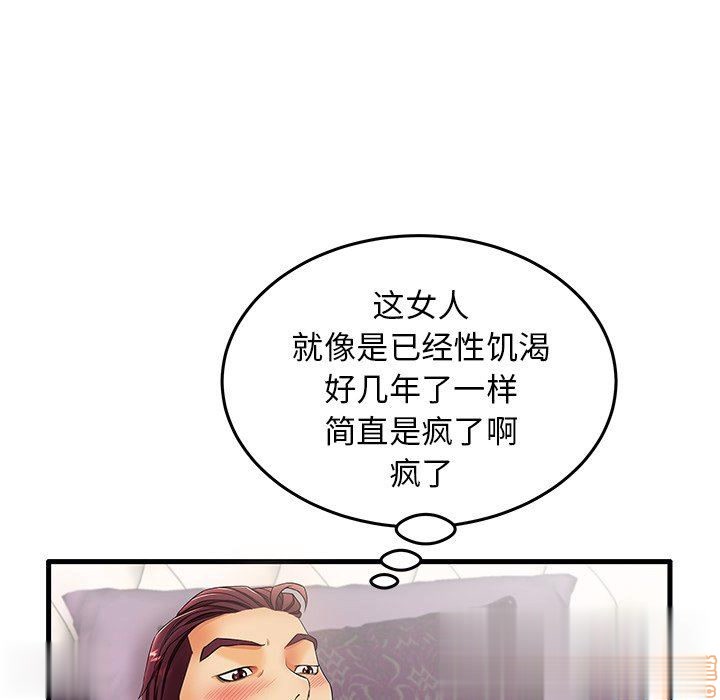 这女人
就像是已经性饥渴
好几年了一样
简直是疯了啊
疯了